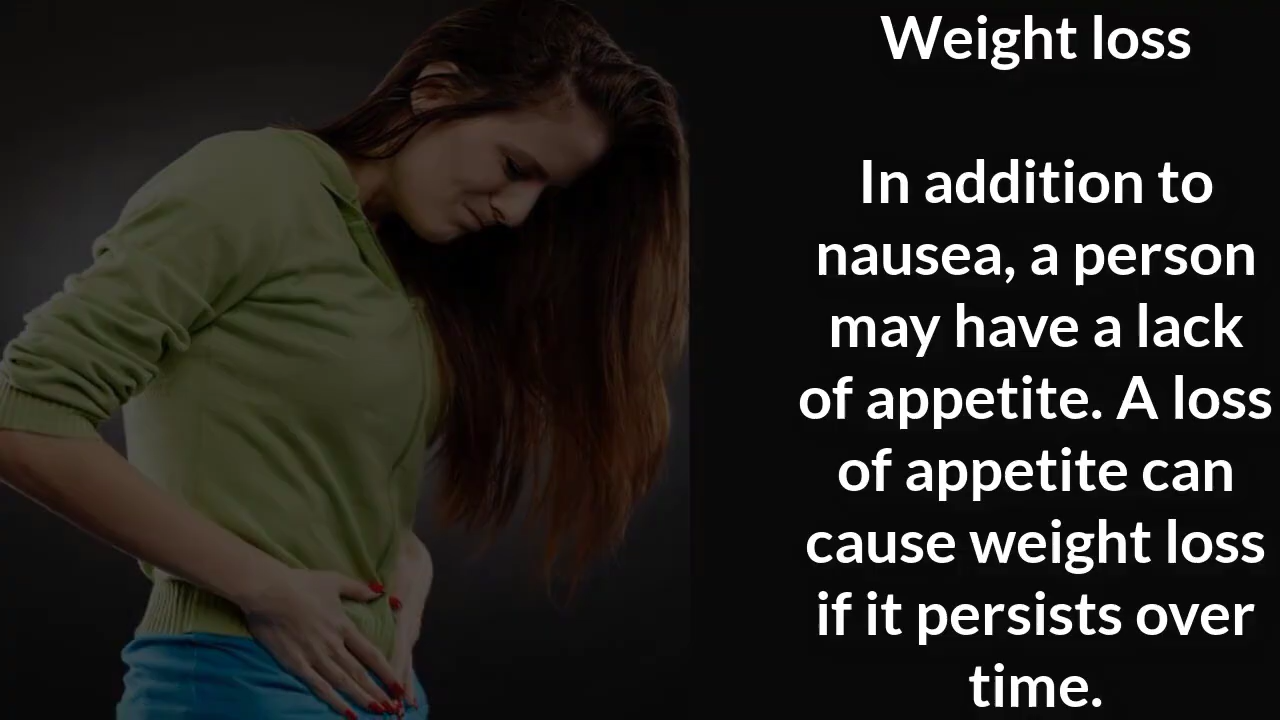 Weight loss
In addition to
nausea, a person
may have a lack
of appetite. A loss
of appetite can
cause weight loss
if it persists over
time.